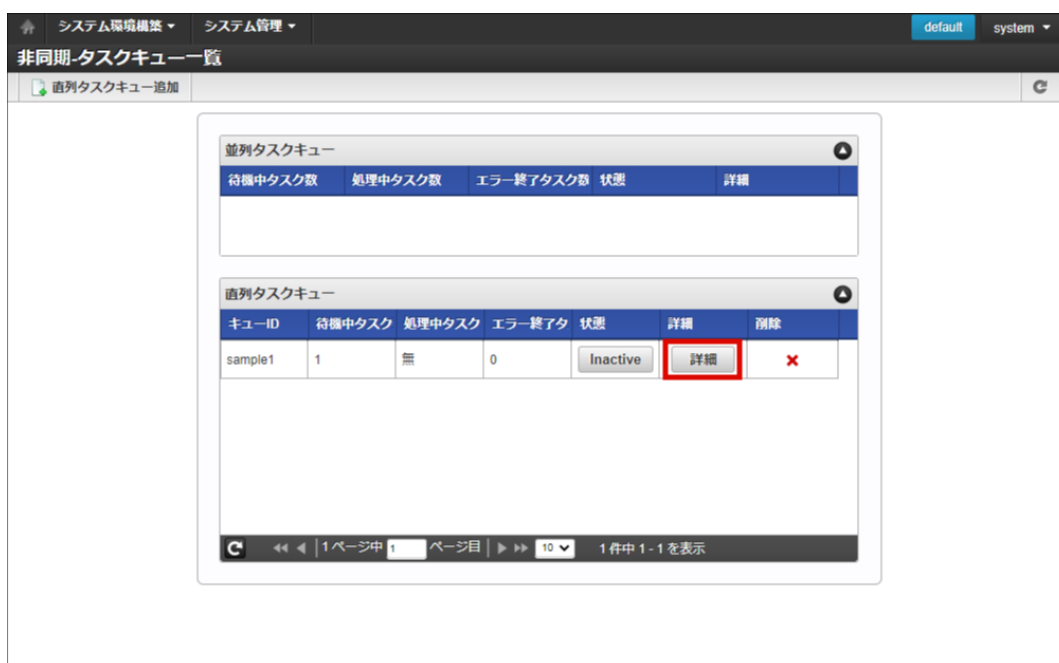 システム環境構築 ▼ システム管理 ▼ default system ▼
非同期-タスクキュー一覧
直列タスクキュー追加
並列タスクキュー
待機中タスク数 処理中タスク数 エラー終了タスク数 状態 詳細
直列タスクキュー
キューID 待機中タスク 処理中タスク エラー終了タ 状態 詳細 削除
sample1 1 無 0 Inactive 詳細
1 ページ中 1 ページ目 10 1 件中 1 - 1 を表示